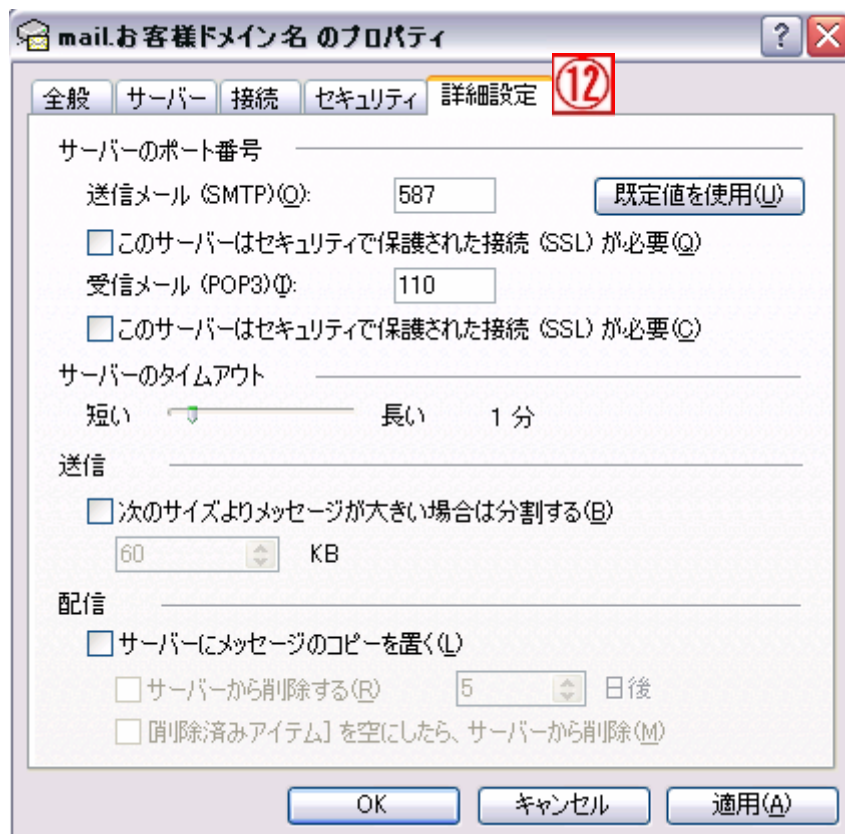 mail.お客様ドメイン名 のプロパティ
全般 サーバー 接続 セキュリティ 詳細設定 ⑫
サーバーのポート番号
送信メール (SMTP)(O): 587 既定値を使用(U)
このサーバーはセキュリティで保護された接続 (SSL) が必要(Q)
受信メール (POP3)(I): 110
このサーバーはセキュリティで保護された接続 (SSL) が必要(C)
サーバーのタイムアウト
短い 長い 1 分
送信
次のサイズよりメッセージが大きい場合は分割する(B)
60 KB
配信
サーバーにメッセージのコピーを置く(L)
サーバーから削除する(R) 5 日後
[削除済みアイテム] を空にしたら、サーバーから削除(M)
OK キャンセル 適用(A)